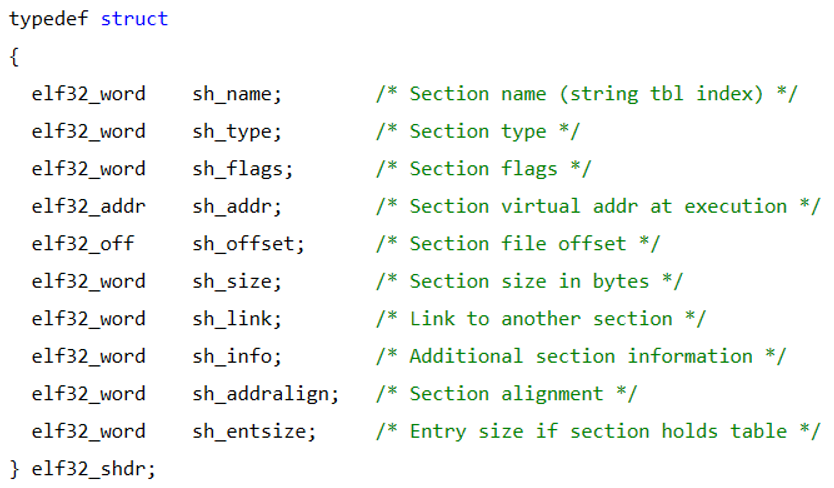 typedef struct
{
  elf32_word    sh_name;        /* Section name (string tbl index) */
  elf32_word    sh_type;        /* Section type */
  elf32_word    sh_flags;       /* Section flags */
  elf32_addr    sh_addr;        /* Section virtual addr at execution */
  elf32_off     sh_offset;      /* Section file offset */
  elf32_word    sh_size;        /* Section size in bytes */
  elf32_word    sh_link;        /* Link to another section */
  elf32_word    sh_info;        /* Additional section information */
  elf32_word    sh_addralign;   /* Section alignment */
  elf32_word    sh_entsize;     /* Entry size if section holds table */
} elf32_shdr;